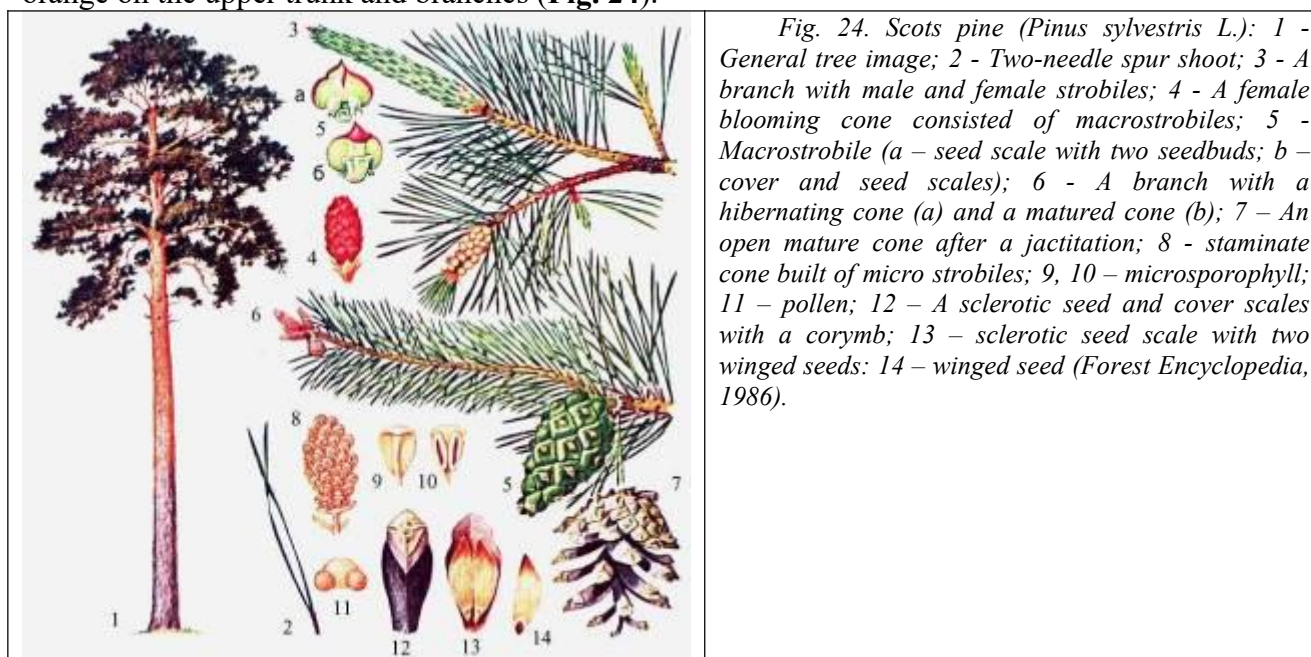 orange on the upper trunk and branches (Fig. 24).
3
а
5
б
4
6
8
9
10
5
7
11
1
2
12
13
14
Fig. 24. Scots pine (Pinus sylvestris L.): 1 -
General tree image; 2 - Two-needle spur shoot; 3 - A
branch with male and female strobiles; 4 - A female
blooming cone consisted of macrostrobiles; 5 -
Macrostrobile (a – seed scale with two seedbuds; b –
cover and seed scales); 6 - A branch with a
hibernating cone (a) and a matured cone (b); 7 – An
open mature cone after a jactitation; 8 - staminate
cone built of micro strobiles; 9, 10 – microsporophyll;
11 – pollen; 12 – A sclerotic seed and cover scales
with a corymb; 13 – sclerotic seed scale with two
winged seeds: 14 – winged seed (Forest Encyclopedia,
1986).